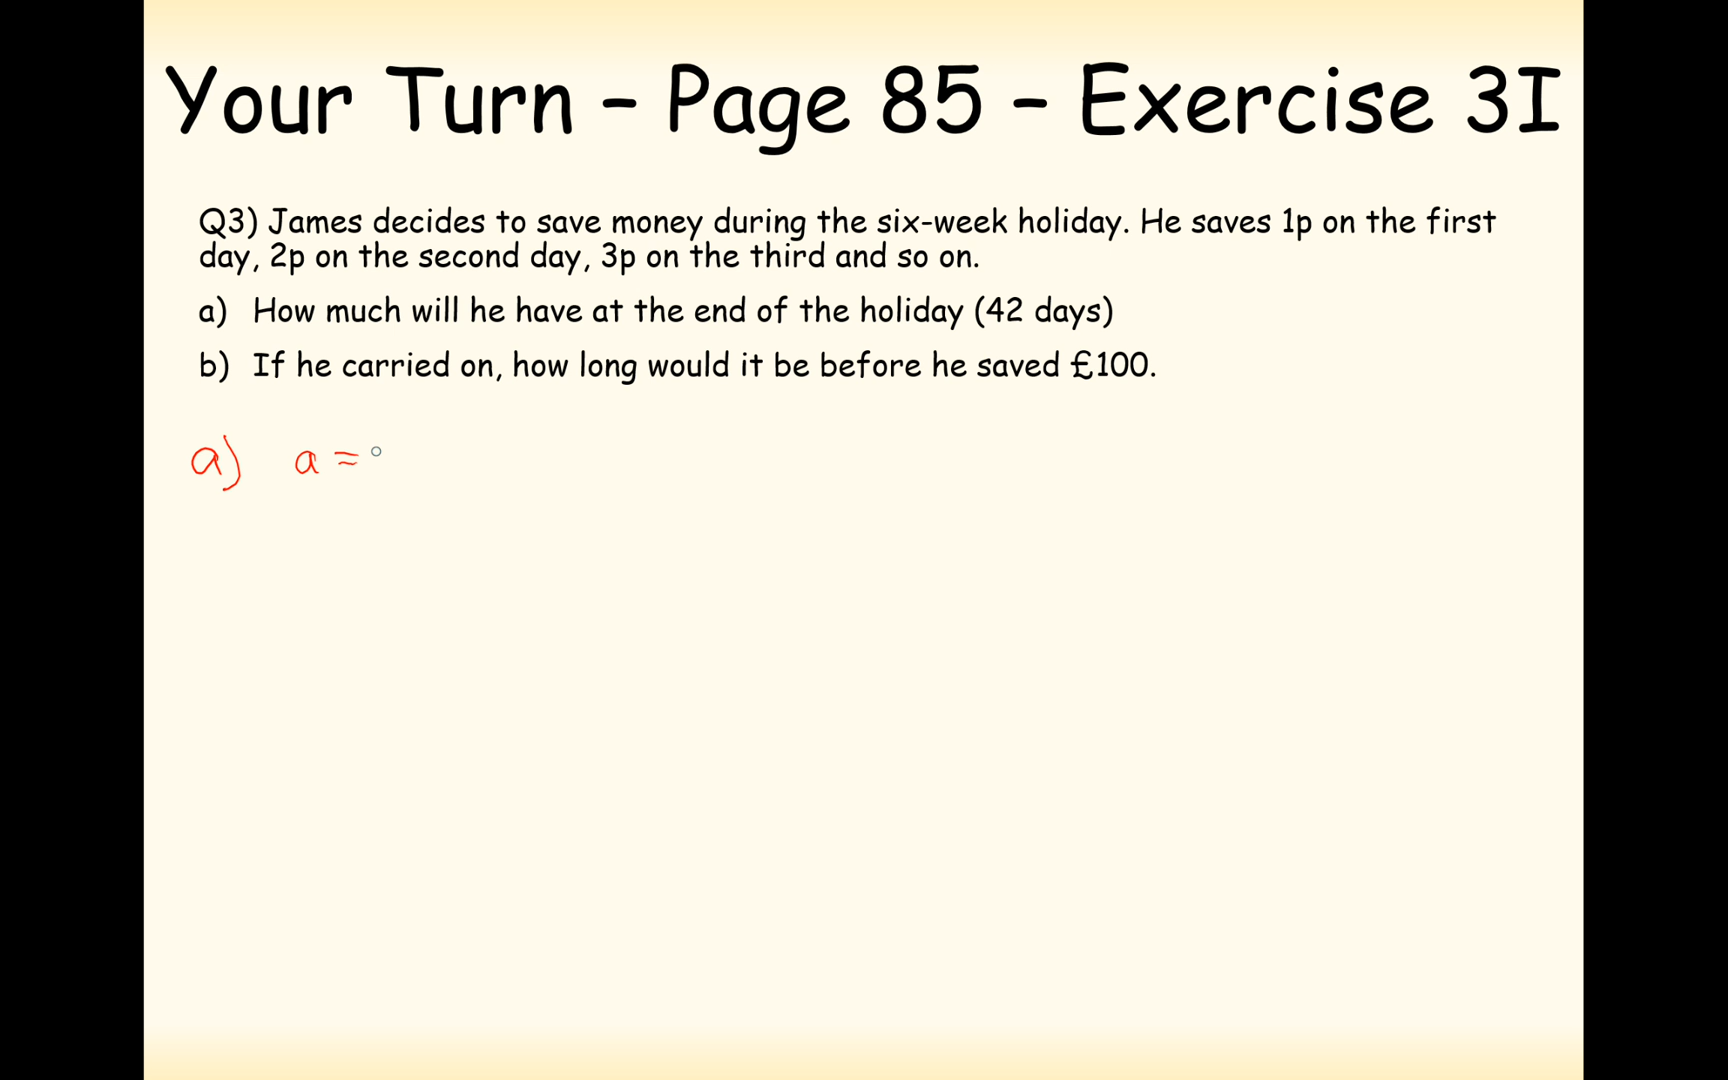 Your Turn – Page 85 – Exercise 3I
Q3) James decides to save money during the six-week holiday. He saves 1p on the first
day, 2p on the second day, 3p on the third and so on.
a) How much will he have at the end of the holiday (42 days)
b) If he carried on, how long would it be before he saved £100.
a) a =